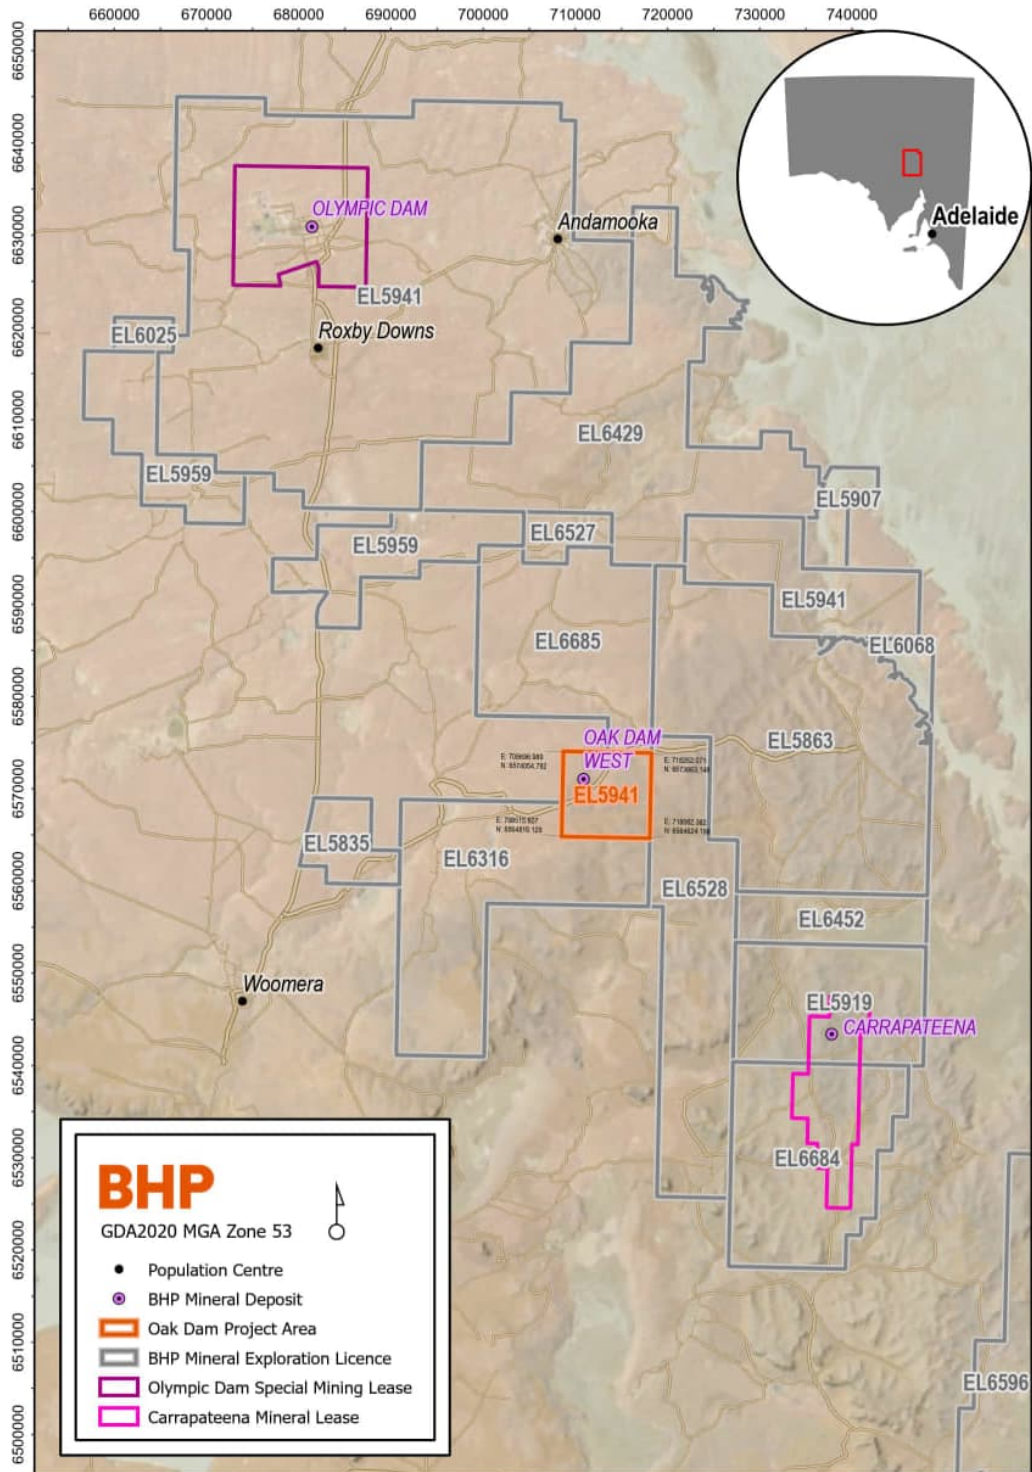 660000 670000 680000 690000 700000 710000 720000 730000 740000
6650000
6640000
6630000
6620000
6610000
6600000
6590000
6580000
6570000
6560000
6550000
6540000
6530000
6520000
6510000
6500000
Adelaide
OLYMPIC DAM
Andamooka
EL5941
EL6025
Roxby Downs
EL6429
EL5959
EL5907
EL6527
EL5959
EL5941
EL6685
EL6068
OAK DAM
WEST
EL5863
EL5941
EL5835
EL6316
EL6528
EL6452
Woomera
EL5919
CARRAPATEENA
EL6684
EL6596
BHP
GDA2020 MGA Zone 53
Population Centre
BHP Mineral Deposit
Oak Dam Project Area
BHP Mineral Exploration Licence
Olympic Dam Special Mining Lease
Carrapateena Mineral Lease